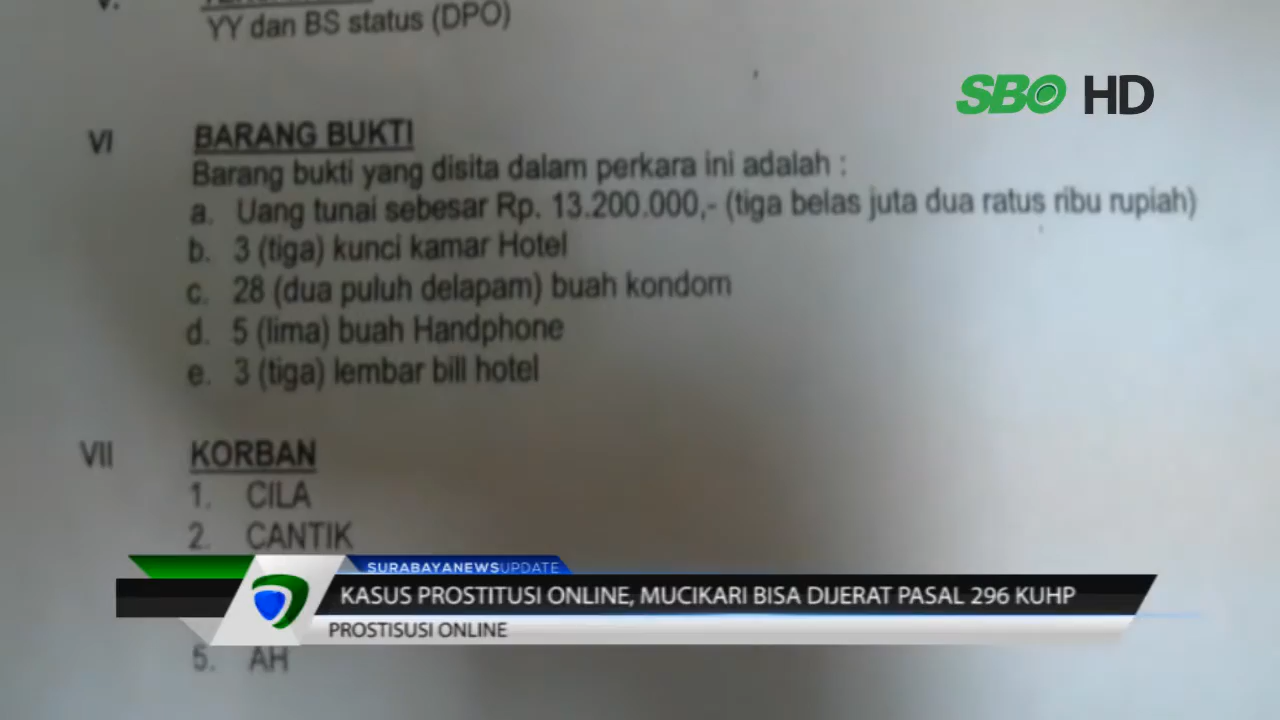 V.
YY dan BS status (DPO)
SBO HD
VI BARANG BUKTI
Barang bukti yang disita dalam perkara ini adalah :
a. Uang tunai sebesar Rp. 13.200.000,- (tiga belas juta dua ratus ribu rupiah)
b. 3 (tiga) kunci kamar Hotel
c. 28 (dua puluh delapam) buah kondom
d. 5 (lima) buah Handphone
e. 3 (tiga) lembar bill hotel
VII KORBAN
1. CILA
2. CANTIK
SURABAYANEWSUPDATE
KASUS PROSTITUSI ONLINE, MUCIKARI BISA DIJERAT PASAL 296 KUHP
PROSTISUSI ONLINE
5. AH